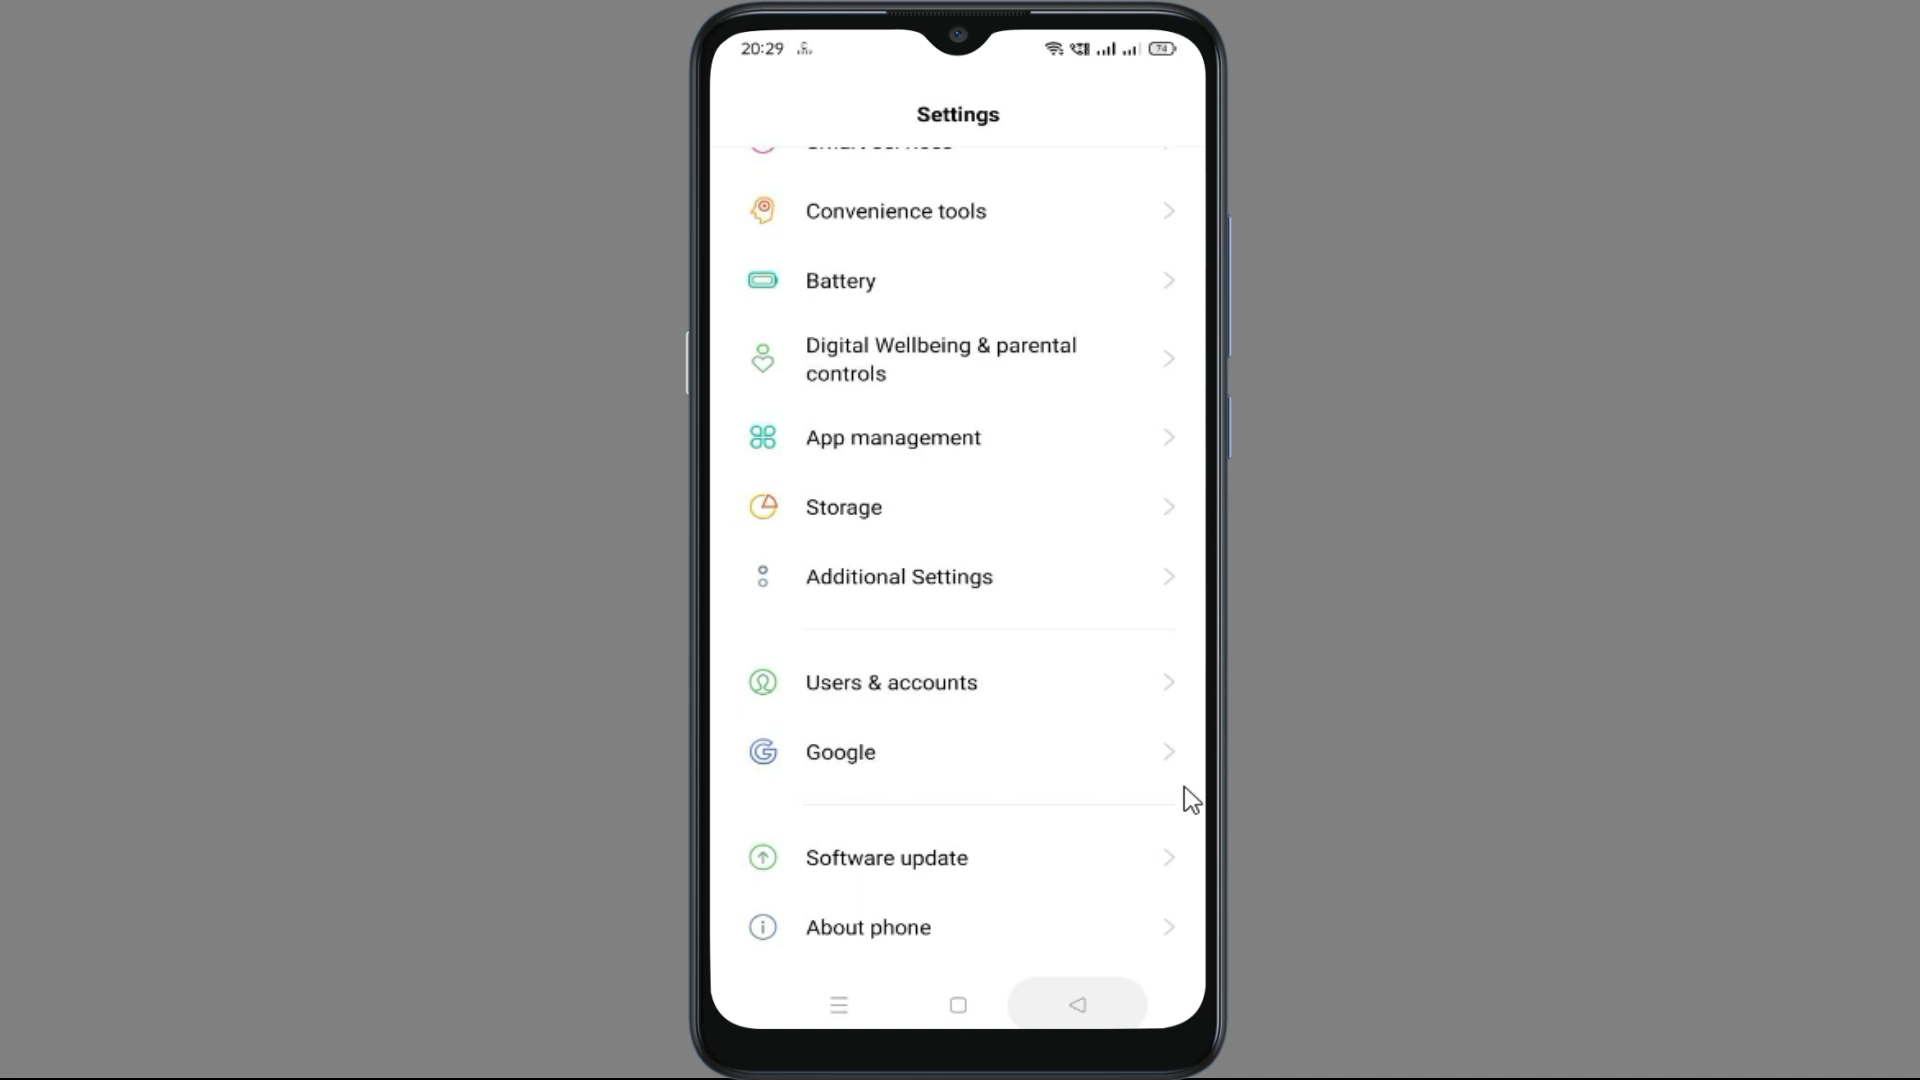 20:29
74
Settings
Convenience tools
Battery
Digital Wellbeing & parental
controls
App management
Storage
Additional Settings
Users & accounts
Google
Software update
About phone